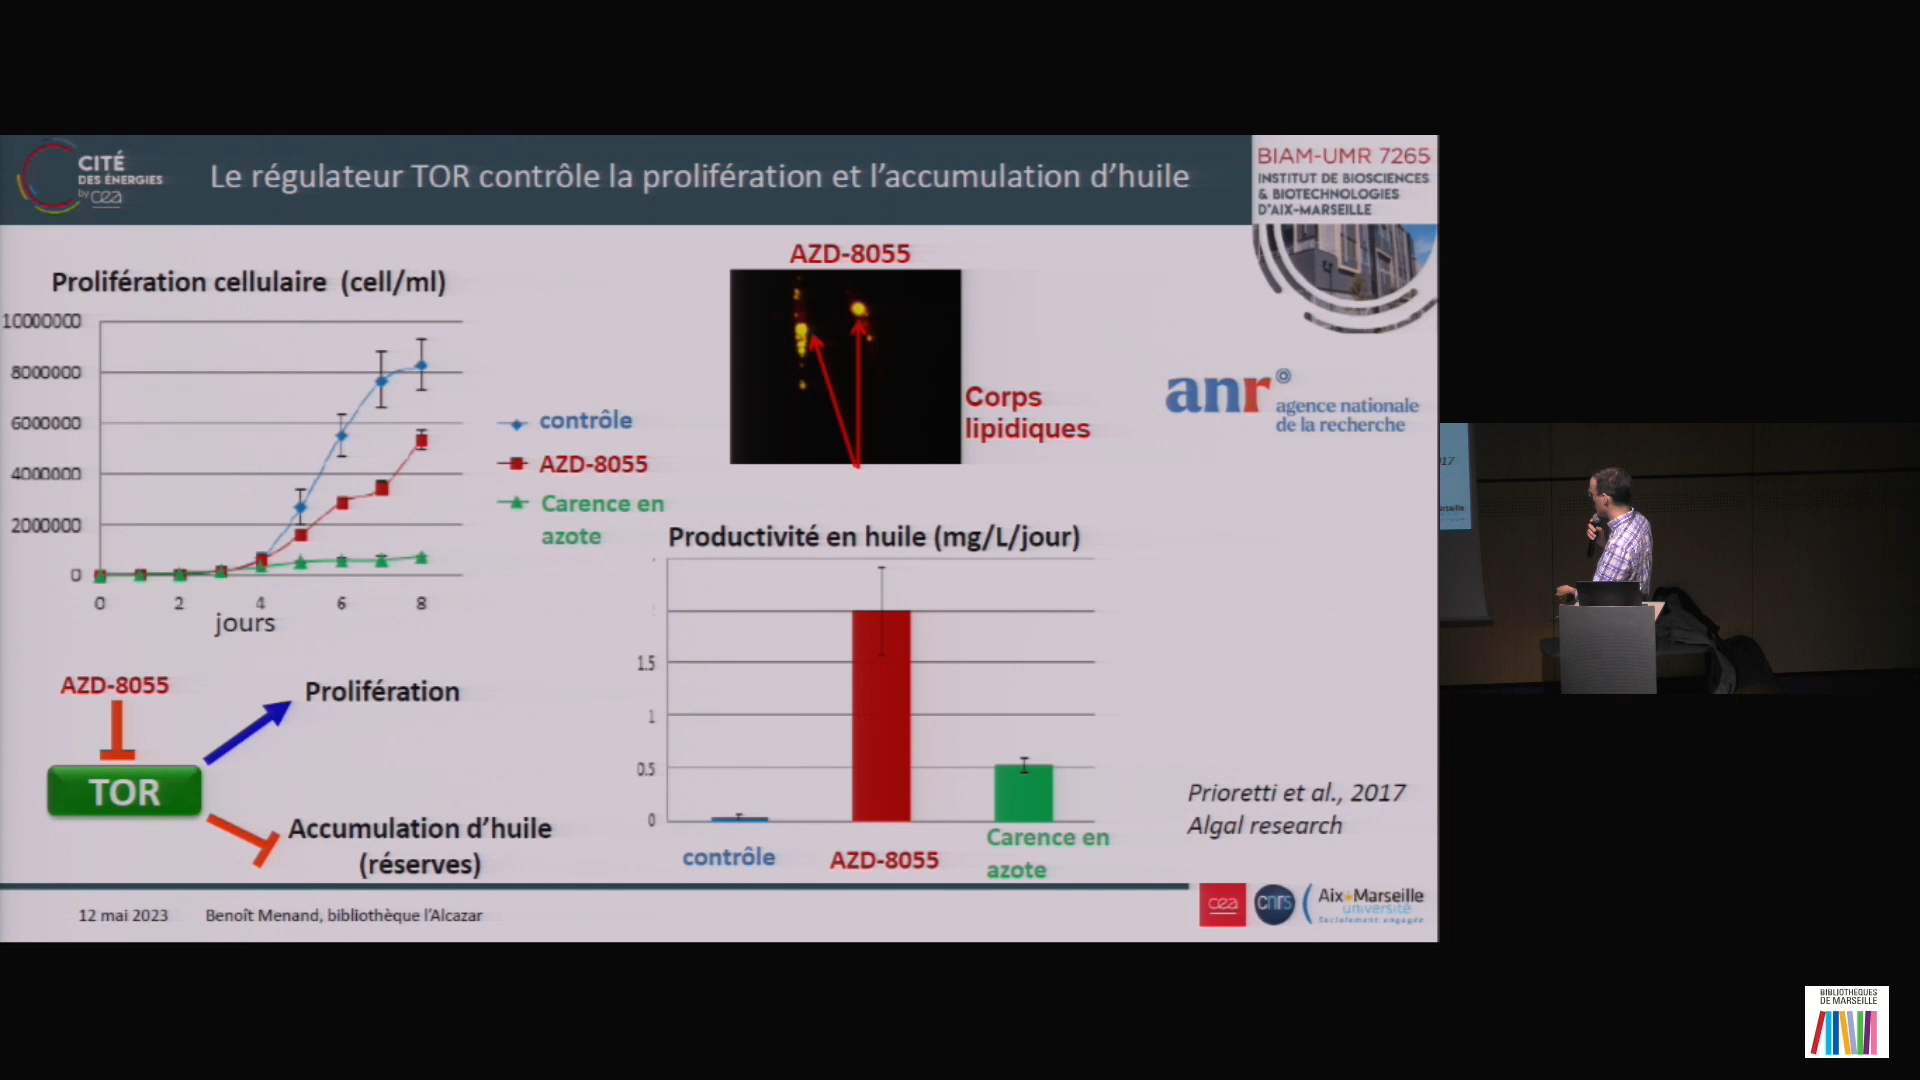 CITÉ
DES ÉNERGIES
by cea
Le régulateur TOR contrôle la prolifération et l’accumulation d’huile
BIAM-UMR 7265
INSTITUT DE BIOSCIENCES
& BIOTECHNOLOGIES
D'AIX-MARSEILLE
Prolifération cellulaire (cell/ml)
10000000
8000000
6000000
4000000
2000000
0
0 2 4 6 8
jours
contrôle
AZD-8055
Carence en
azote
AZD-8055
Corps
lipidiques
anr
agence nationale
de la recherche
Productivité en huile (mg/L/jour)
1.5
1
0.5
0
contrôle
AZD-8055
Carence en
azote
AZD-8055
TOR
Prolifération
Accumulation d’huile
(réserves)
Prioretti et al., 2017
Algal research
12 mai 2023 Benoît Menand, bibliothèque l’Alcazar
cea
cnrs
Aix+Marseille
université
Socialement engagée
BIBLIOTHÈQUES
DE MARSEILLE